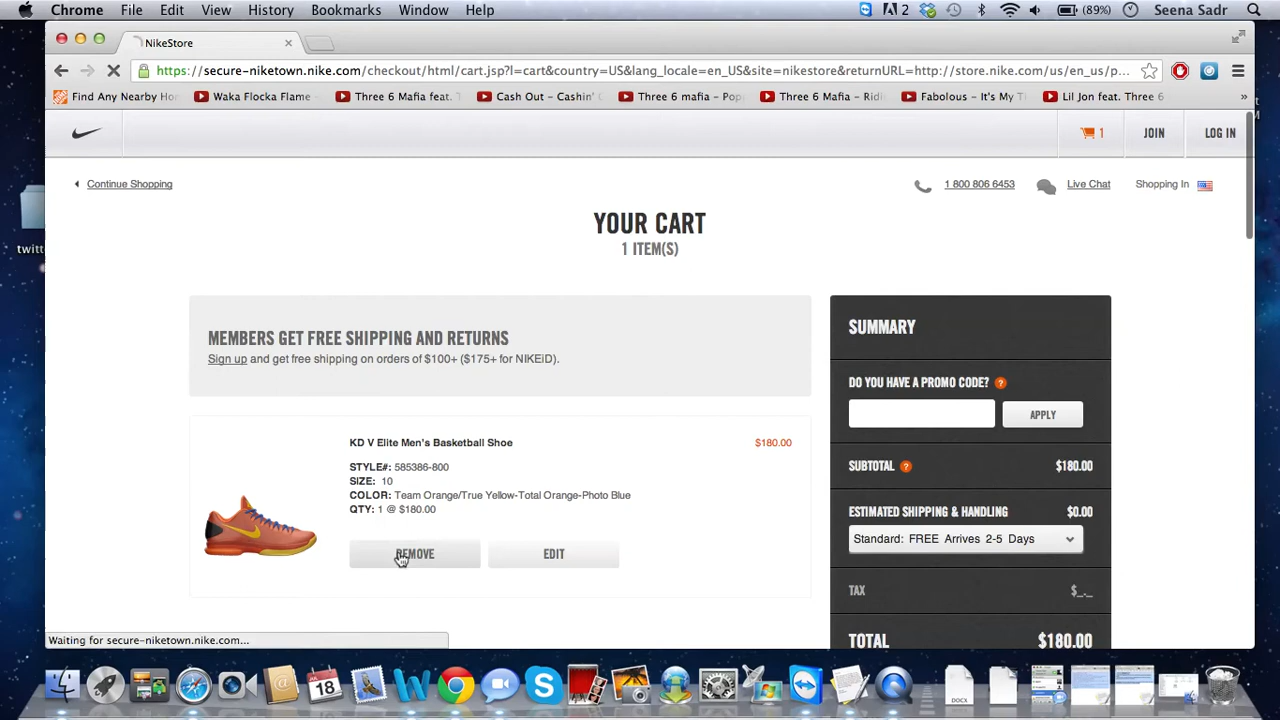 Chrome File Edit View History Bookmarks Window Help A 2 (89%) Seena Sadr
NikeStore
https://secure-niketown.nike.com/checkout/html/cart.jsp?l=cart&country=US&lang_locale=en_US&site=nikestore&returnURL=http://store.nike.com/us/en_us/p...
Find Any Nearby Ho Waka Flocka Flame - Three 6 Mafia feat. Cash Out - Cashin' Three 6 mafia - Pop Three 6 Mafia - Rid Fabolous - It's My Ti Lil Jon feat. Three 6 »
1 JOIN LOG IN
Continue Shopping 1 800 806 6453 Live Chat Shopping In
YOUR CART
1 ITEM(S)
MEMBERS GET FREE SHIPPING AND RETURNS
Sign up and get free shipping on orders of $100+ ($175+ for NIKEiD).
KD V Elite Men's Basketball Shoe $180.00
STYLE#: 585386-800
SIZE: 10
COLOR: Team Orange/True Yellow-Total Orange-Photo Blue
QTY: 1 @ $180.00
REMOVE EDIT
SUMMARY
DO YOU HAVE A PROMO CODE? ?
APPLY
SUBTOTAL ? $180.00
ESTIMATED SHIPPING & HANDLING $0.00
Standard: FREE Arrives 2-5 Days
TAX $_._
TOTAL $180.00
Waiting for secure-niketown.nike.com...
twitt
18
DOCX